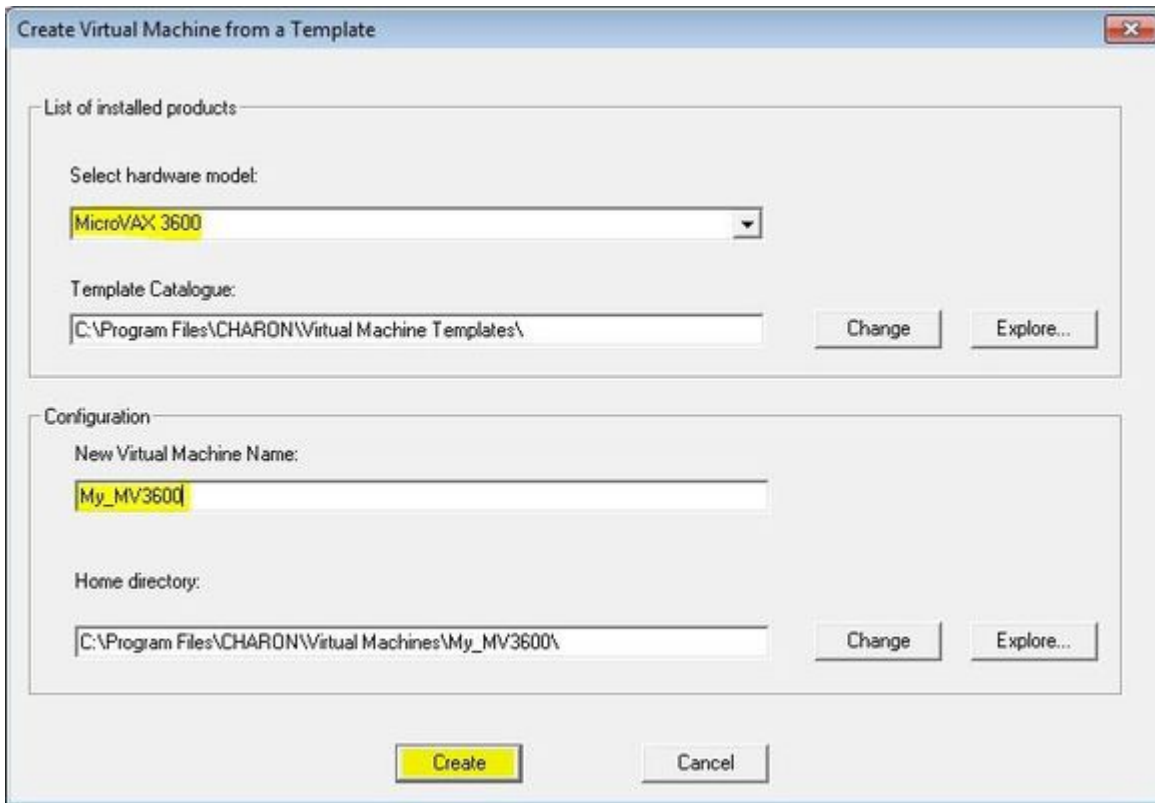 Create Virtual Machine from a Template
List of installed products
Select hardware model:
MicroVAX 3600
Template Catalogue:
C:\Program Files\CHARON\Virtual Machine Templates\
Change
Explore...
Configuration
New Virtual Machine Name:
My_MV3600
Home directory:
C:\Program Files\CHARON\Virtual Machines\My_MV3600\
Change
Explore...
Create
Cancel